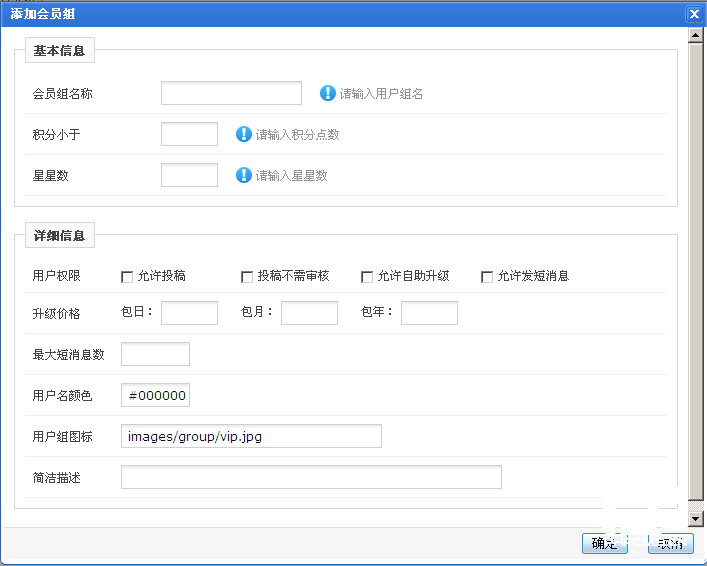 添加会员组
基本信息
会员组名称 请输入用户组名
积分小于 请输入积分点数
星星数 请输入星星数
详细信息
用户权限 允许投稿 投稿不需审核 允许自助升级 允许发短消息
升级价格 包日： 包月： 包年：
最大短消息数
用户名颜色 #000000
用户组图标 images/group/vip.jpg
简洁描述
确定 取消